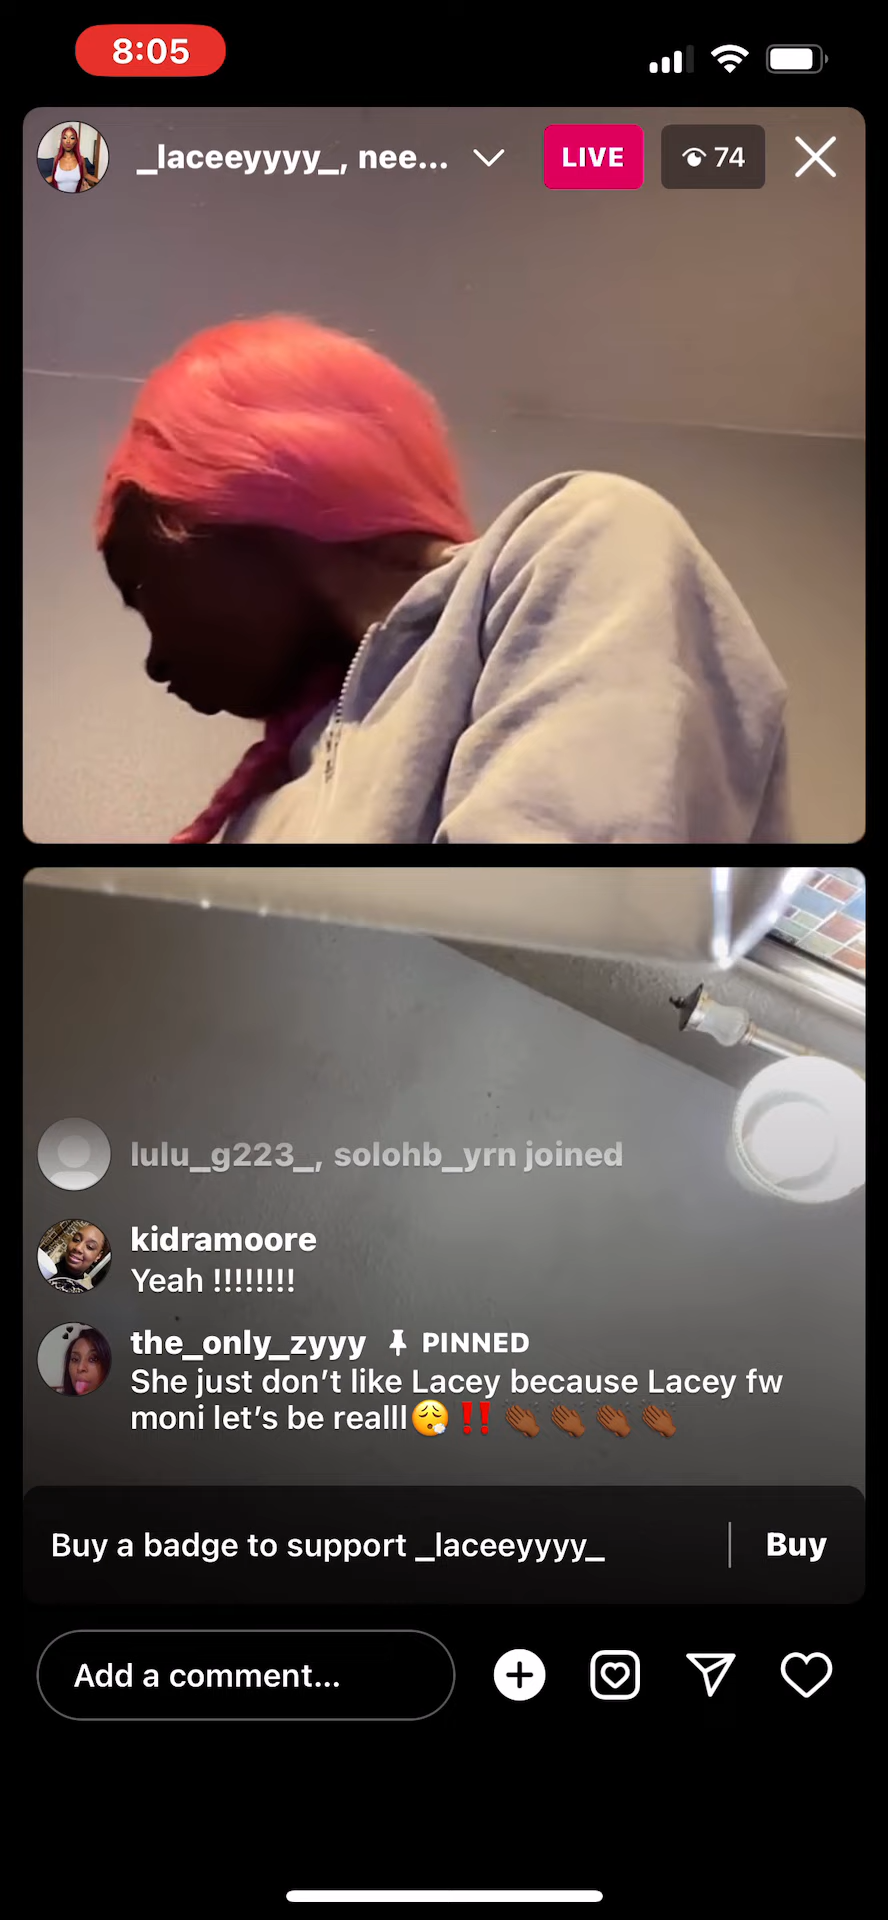 8:05
_laceeyyyy_, nee...
LIVE
74
lulu_g223_, solohb_yrn joined
kidramoore
Yeah !!!!!!!!
the_only_zyyy PINNED
She just don’t like Lacey because Lacey fw
moni let’s be realll😮‍💨‼️👏🏾👏🏾👏🏾👏🏾
Buy a badge to support _laceeyyyy_
Buy
Add a comment...